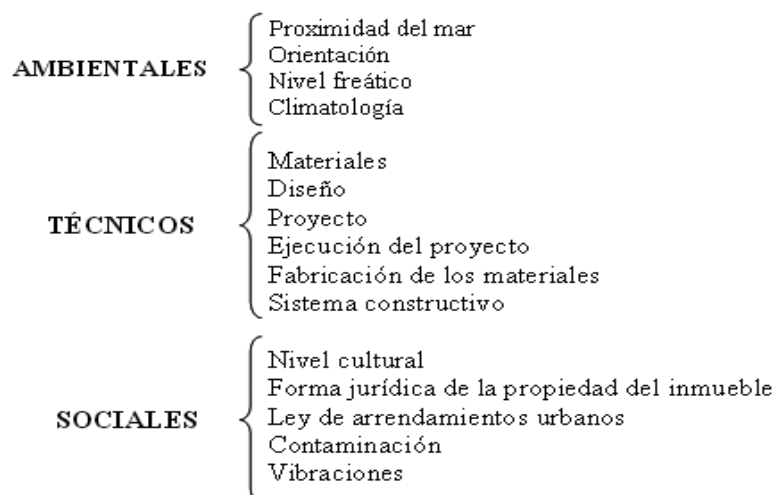 AMBIENTALES
Proximidad del mar
Orientación
Nivel freático
Climatología
TÉCNICOS
Materiales
Diseño
Proyecto
Ejecución del proyecto
Fabricación de los materiales
Sistema constructivo
SOCIALES
Nivel cultural
Forma jurídica de la propiedad del inmueble
Ley de arrendamientos urbanos
Contaminación
Vibraciones